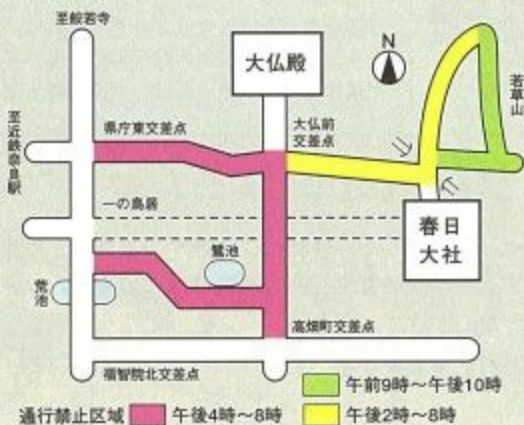 至般若寺
大仏殿
N
若草山
至近鉄奈良駅
県庁東交差点
大仏前
交差点
一の鳥居
春日
大社
鷺池
荒池
高畑町交差点
福智院北交差点
午前9時～午後10時
通行禁止区域
午後4時～8時
午後2時～8時